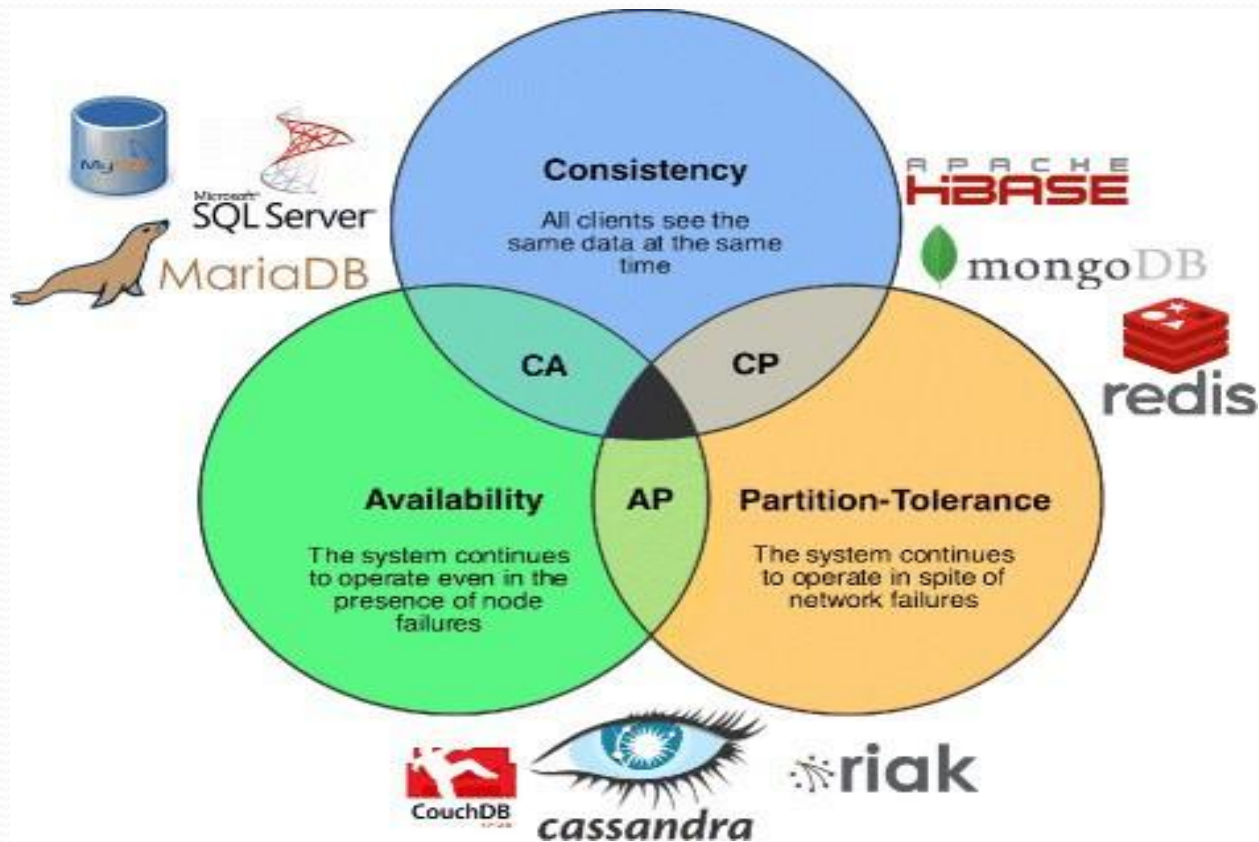 MySQL
Microsoft
SQL Server
MariaDB
Consistency
All clients see the
same data at the same
time
APACHE
HBASE
mongoDB
redis
CA
CP
Availability
The system continues
to operate even in the
presence of node
failures
AP
Partition-Tolerance
The system continues
to operate in spite of
network failures
CouchDB
cassandra
riak